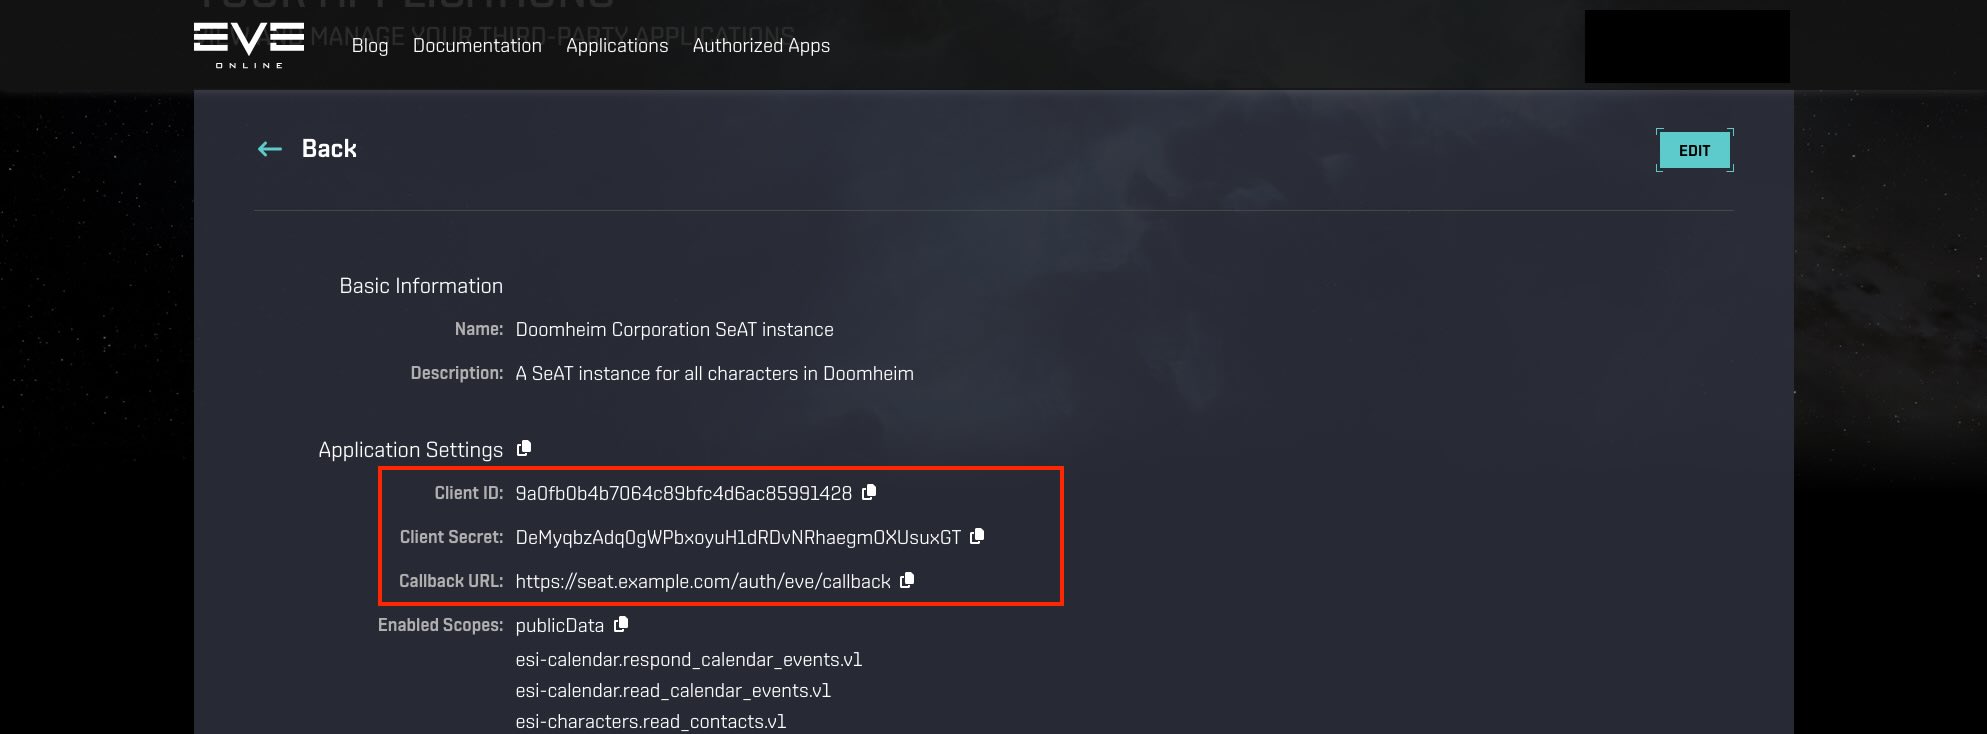 YOUR APPLICATIONS
MANAGE YOUR THIRD-PARTY APPLICATIONS
EVE
ONLINE
Blog Documentation Applications Authorized Apps
Back
EDIT
Basic Information
Name: Doomheim Corporation SeAT instance
Description: A SeAT instance for all characters in Doomheim
Application Settings
Client ID: 9a0fb0b4b7064c89bfc4d6ac85991428
Client Secret: DeMyqbzAdq0gWPbxoyuH1dRDvNRhaegmOXUsuxGT
Callback URL: https://seat.example.com/auth/eve/callback
Enabled Scopes: publicData
esi-calendar.respond_calendar_events.v1
esi-calendar.read_calendar_events.v1
esi-characters.read_contacts.v1